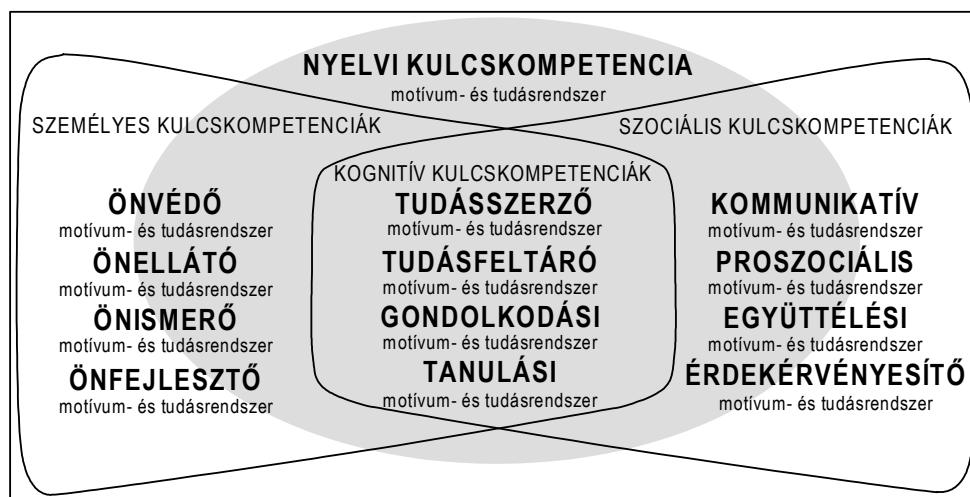 NYELVI KULCSKOMPETENCIA
motívum- és tudásrendszer
SZEMÉLYES KULCSKOMPETENCIÁK
SZOCIÁLIS KULCSKOMPETENCIÁK
KOGNITÍV KULCSKOMPETENCIÁK
ÖNVÉDŐ
motívum- és tudásrendszer
ÖNELLÁTÓ
motívum- és tudásrendszer
ÖNISMERŐ
motívum- és tudásrendszer
ÖNFEJLESZTŐ
motívum- és tudásrendszer
TUDÁSSZERZŐ
motívum- és tudásrendszer
TUDÁSFELTÁRÓ
motívum- és tudásrendszer
GONDOLKODÁSI
motívum- és tudásrendszer
TANULÁSI
motívum- és tudásrendszer
KOMMUNIKATÍV
motívum- és tudásrendszer
PROSZOCIÁLIS
motívum- és tudásrendszer
EGYÜTTÉLÉSI
motívum- és tudásrendszer
ÉRDEKÉRVÉNYESÍTŐ
motívum- és tudásrendszer